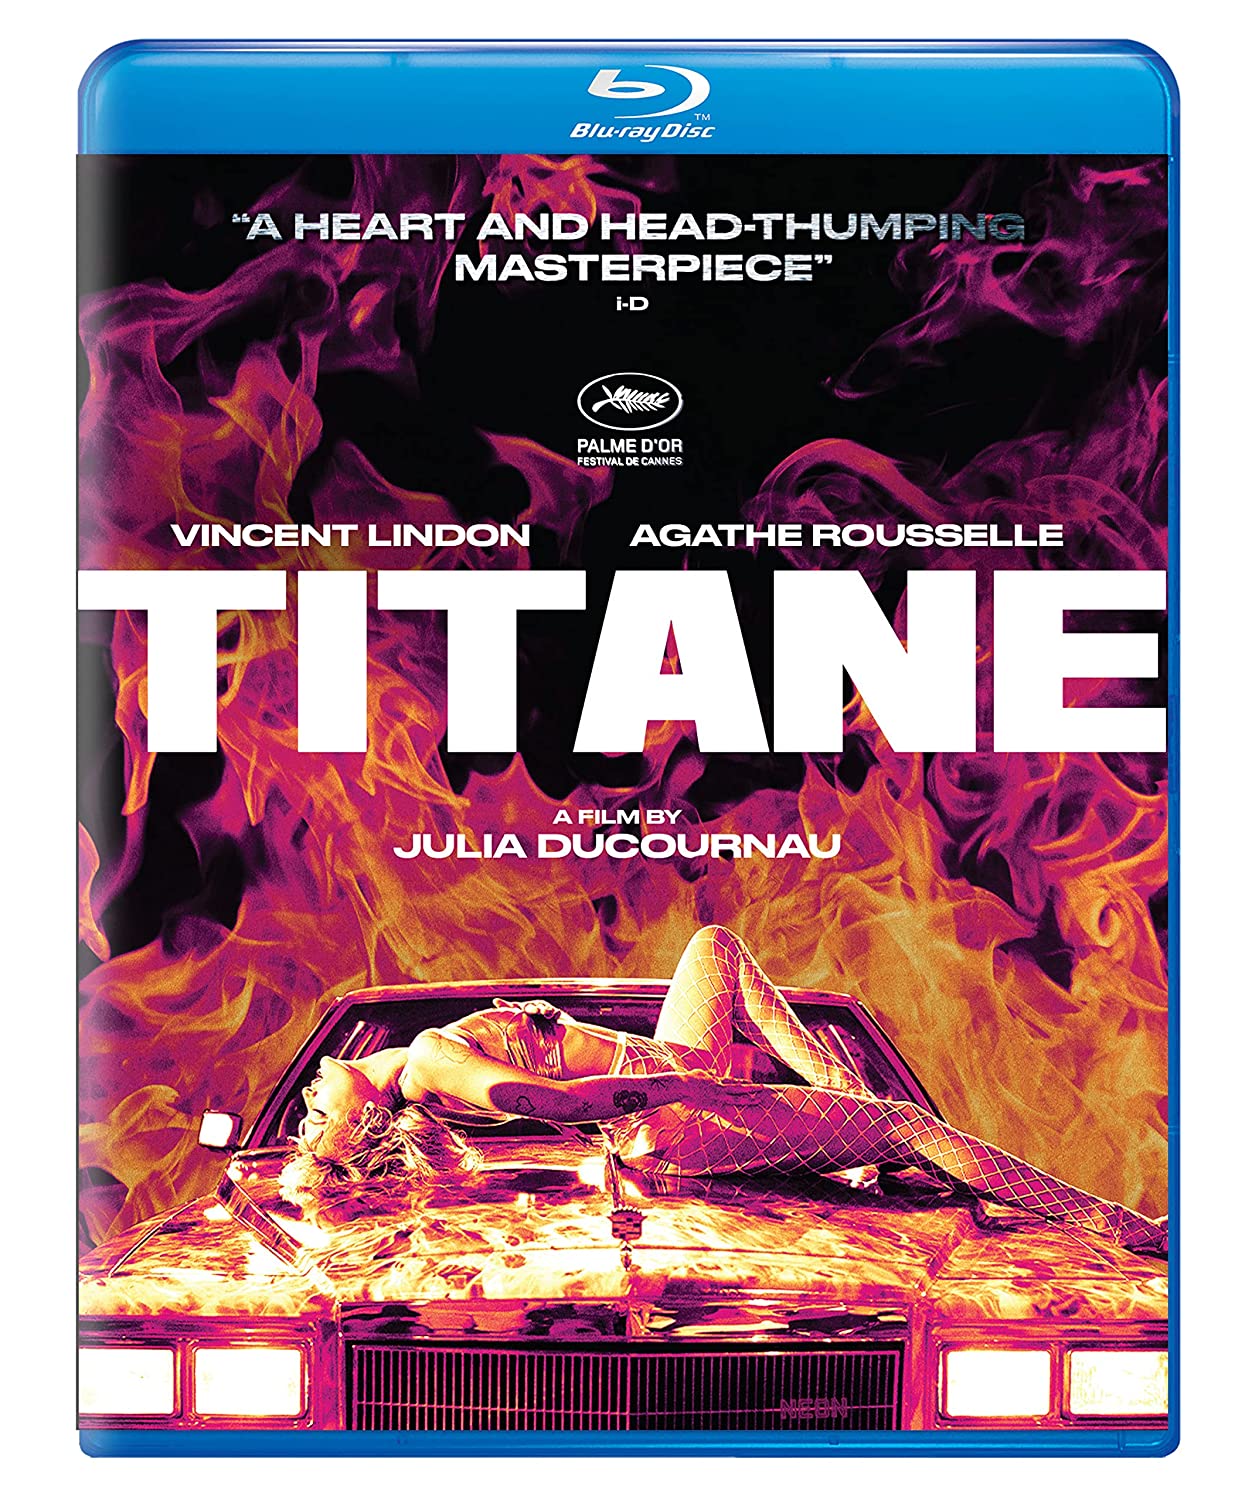 Blu-ray Disc™
“A HEART AND HEAD-THUMPING
MASTERPIECE”
i-D
PALME D'OR
FESTIVAL DE CANNES
VINCENT LINDON AGATHE ROUSSELLE
TITANE
A FILM BY
JULIA DUCOURNAU
NEON